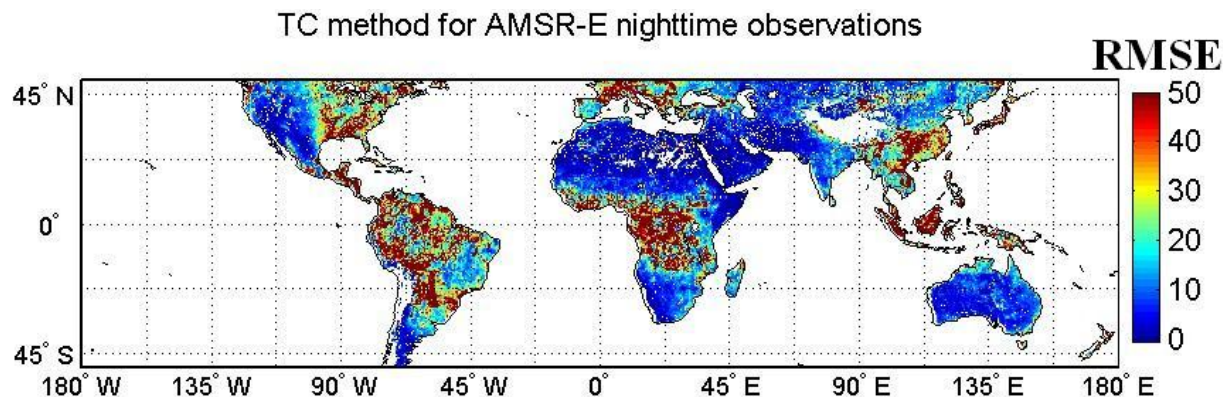 TC method for AMSR-E nighttime observations
RMSE
50
40
30
20
10
0
45° N
0°
45° S
180° W 135° W 90° W 45° W 0° 45° E 90° E 135° E 180° E